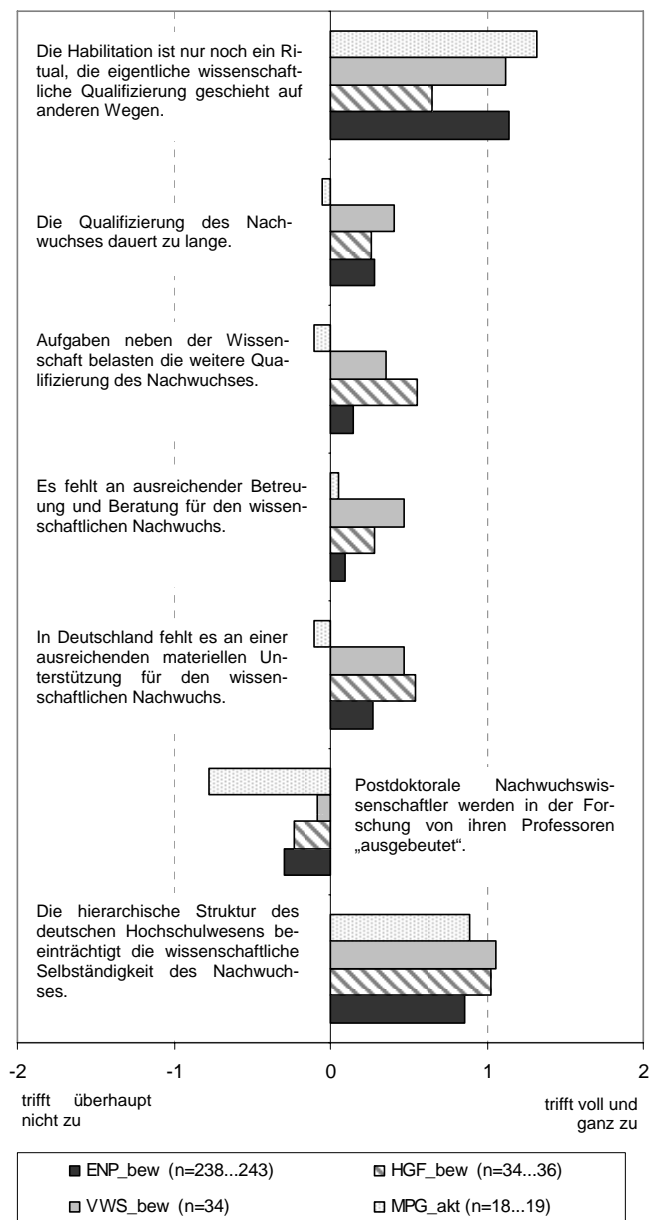 Die Habilitation ist nur noch ein Ri-
tual, die eigentliche wissenschaft-
liche Qualifizierung geschieht auf
anderen Wegen.
Die Qualifizierung des Nach-
wuchses dauert zu lange.
Aufgaben neben der Wissen-
schaft belasten die weitere Qua-
lifizierung des Nachwuchses.
Es fehlt an ausreichender Betreu-
ung und Beratung für den wissen-
schaftlichen Nachwuchs.
In Deutschland fehlt es an einer
ausreichenden materiellen Un-
terstützung für den wissen-
schaftlichen Nachwuchs.
Postdoktorale Nachwuchswis-
senschaftler werden in der For-
schung von ihren Professoren
„ausgebeutet“.
Die hierarchische Struktur des
deutschen Hochschulwesens be-
einträchtigt die wissenschaftliche
Selbständigkeit des Nachwuch-
ses.
-2 -1 0 1 2
trifft überhaupt
nicht zu
trifft voll und
ganz zu
ENP_bew (n=238...243) HGF_bew (n=34...36)
VWS_bew (n=34) MPG_akt (n=18...19)